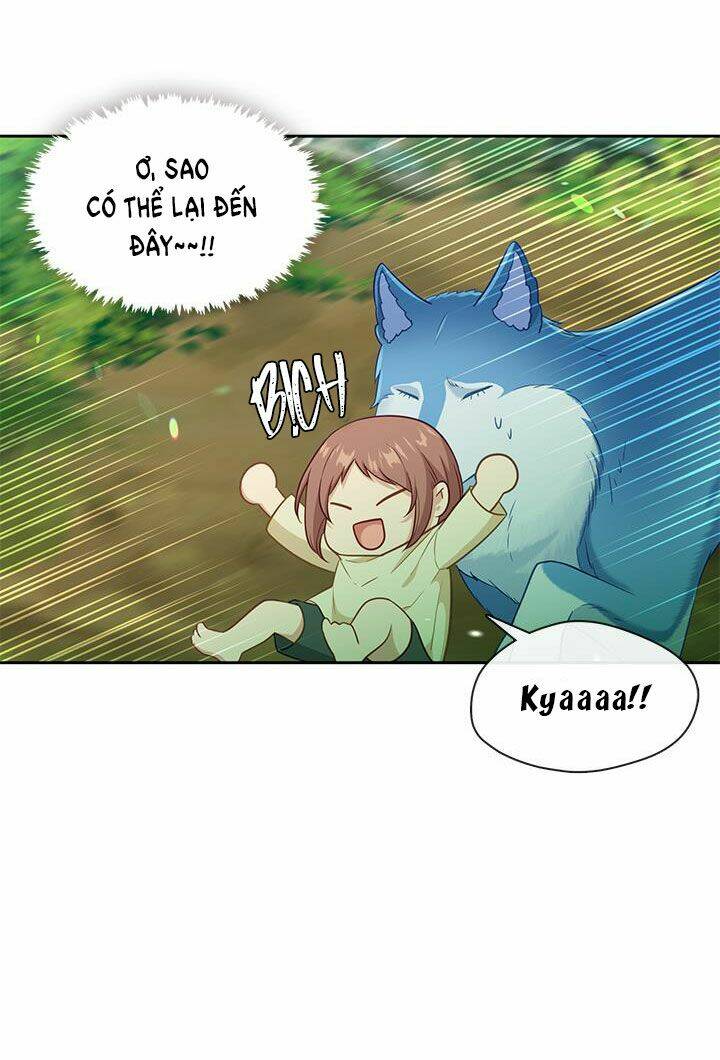 Ơ, SAO
CÓ THỂ LẠI ĐẾN
ĐÂY~~!!
BỊCH
Kyaaaa!!